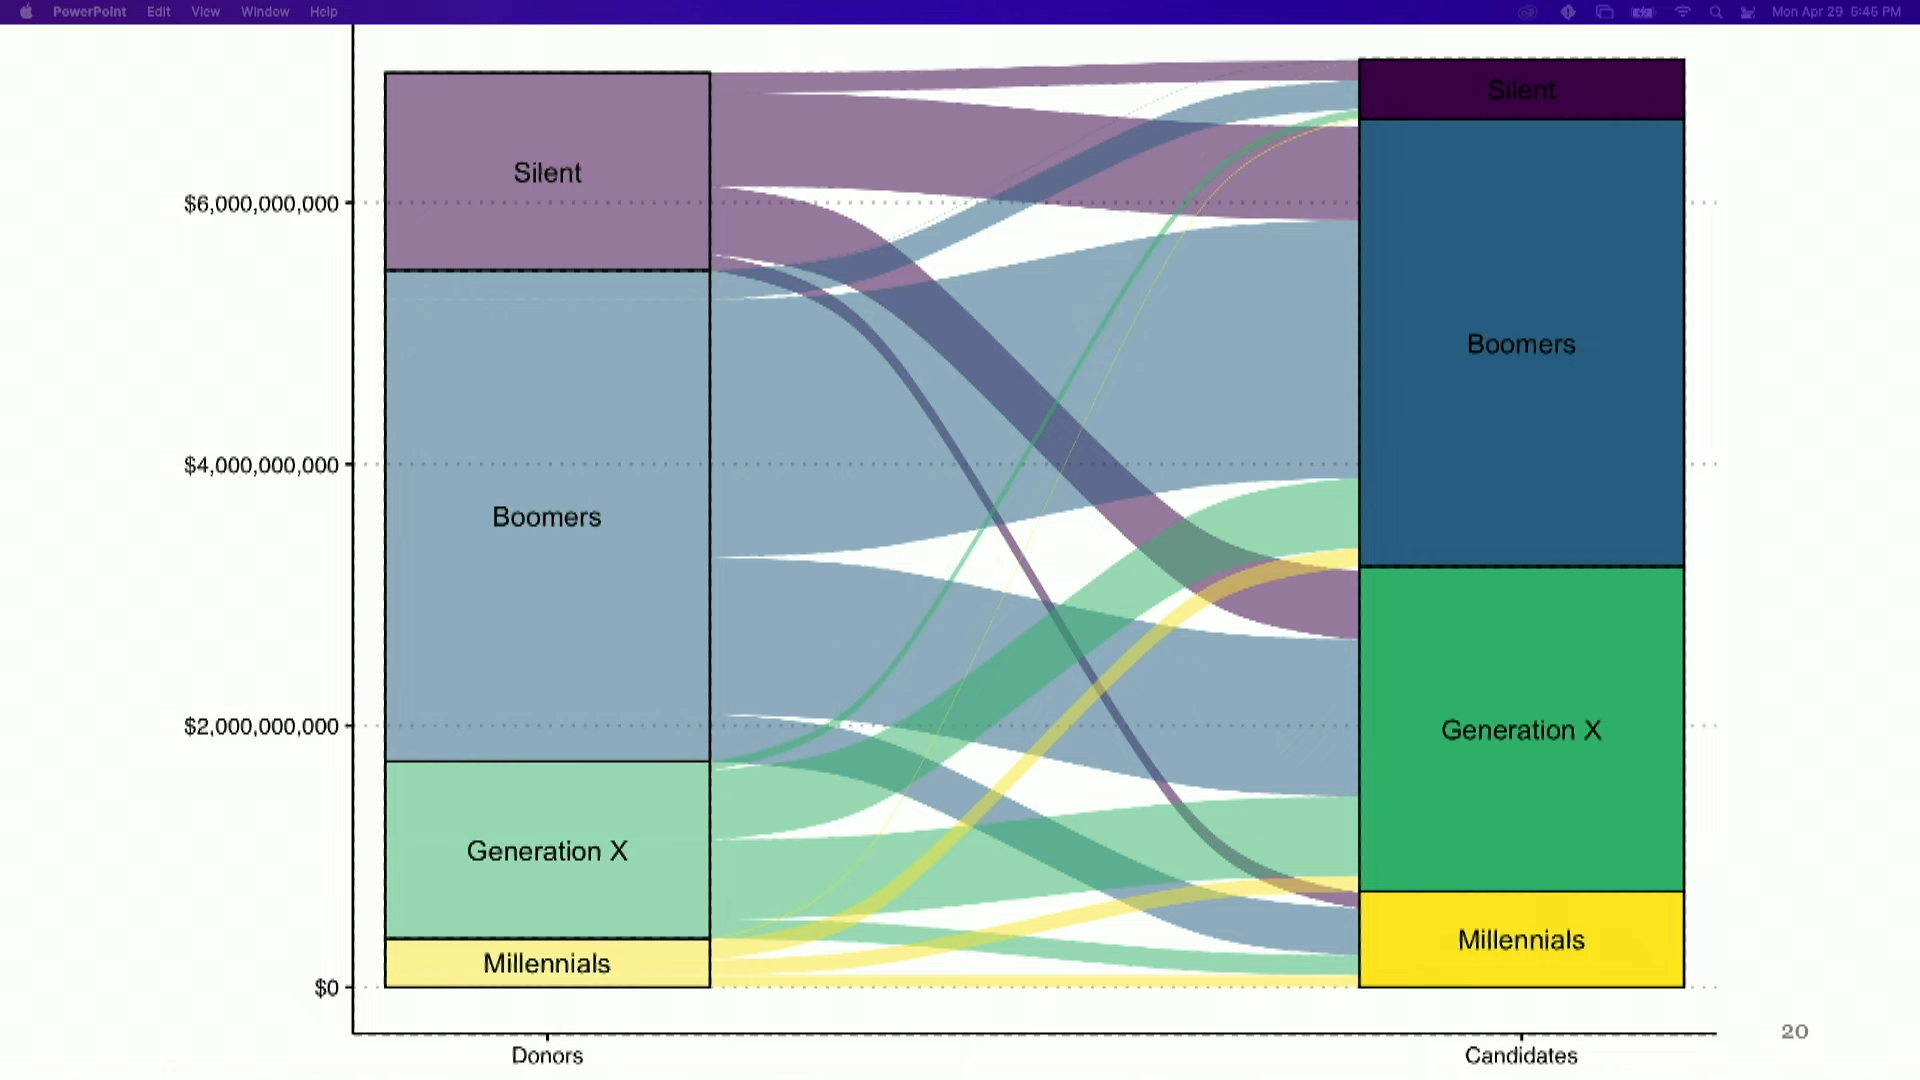 PowerPoint Edit View Window Help Mon Apr 29 5:45 PM
Silent
Silent
$6,000,000,000
Boomers
$4,000,000,000
Boomers
$2,000,000,000
Generation X
Generation X
Millennials
Millennials
$0
20
Donors Candidates